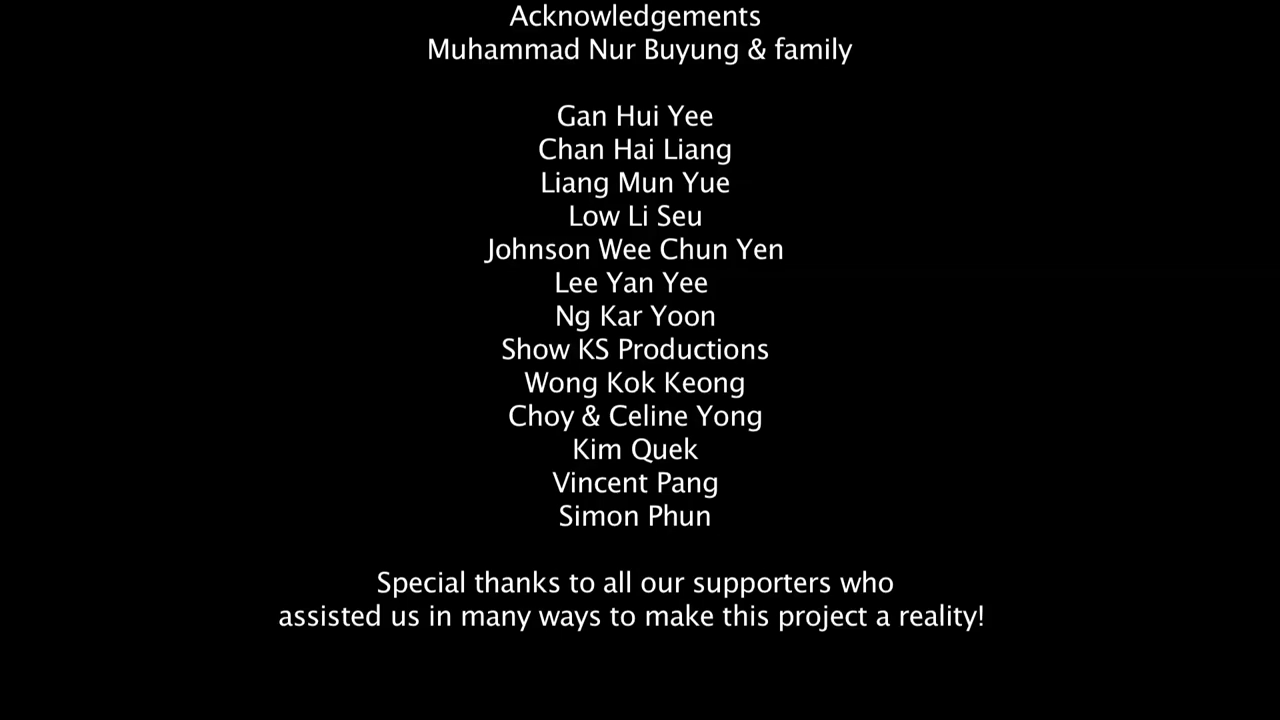 Acknowledgements
Muhammad Nur Buyung & family
Gan Hui Yee
Chan Hai Liang
Liang Mun Yue
Low Li Seu
Johnson Wee Chun Yen
Lee Yan Yee
Ng Kar Yoon
Show KS Productions
Wong Kok Keong
Choy & Celine Yong
Kim Quek
Vincent Pang
Simon Phun
Special thanks to all our supporters who
assisted us in many ways to make this project a reality!